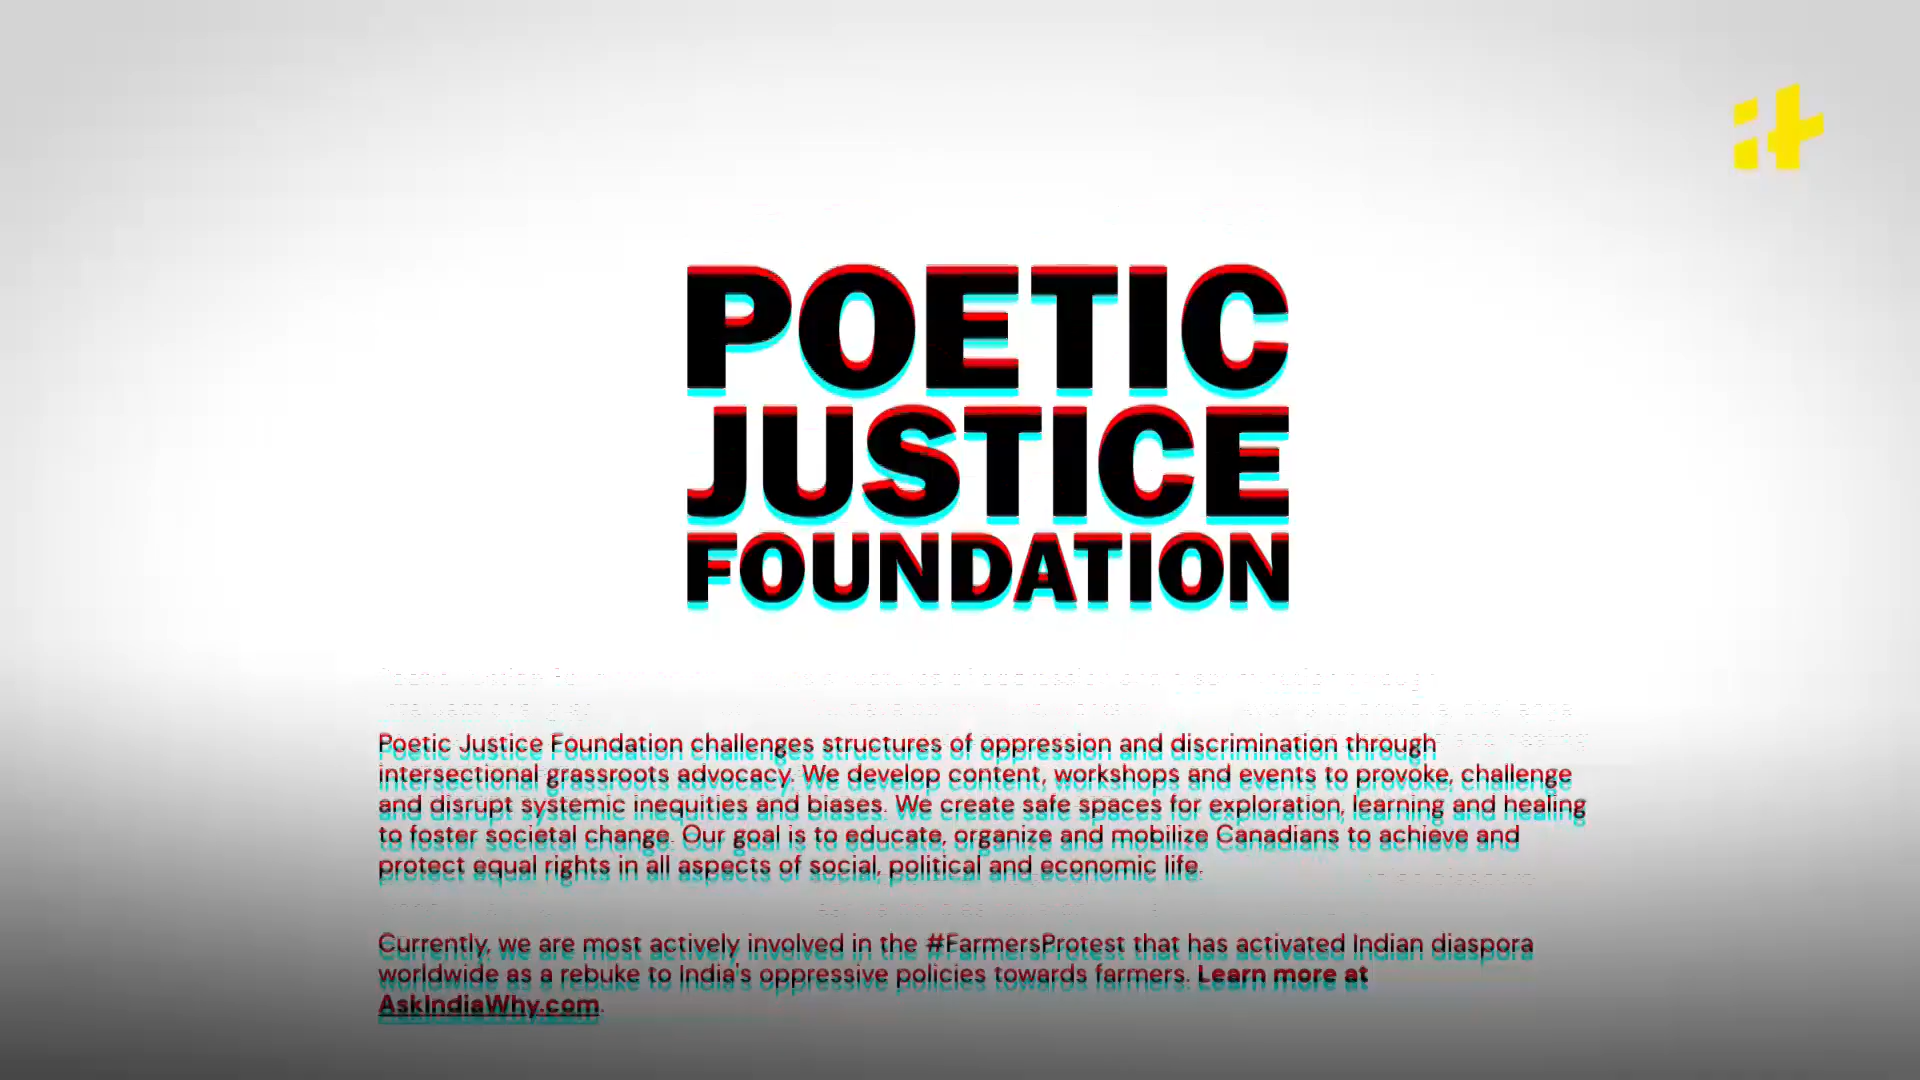 POETIC
JUSTICE
FOUNDATION
Poetic Justice Foundation challenges structures of oppression and discrimination through
intersectional grassroots advocacy. We develop content, workshops and events to provoke, challenge
and disrupt systemic inequities and biases. We create safe spaces for exploration, learning and healing
to foster societal change. Our goal is to educate, organize and mobilize Canadians to achieve and
protect equal rights in all aspects of social, political and economic life.
Currently, we are most actively involved in the #FarmersProtest that has activated Indian diaspora
worldwide as a rebuke to India's oppressive policies towards farmers. Learn more at
AskIndiaWhy.com.